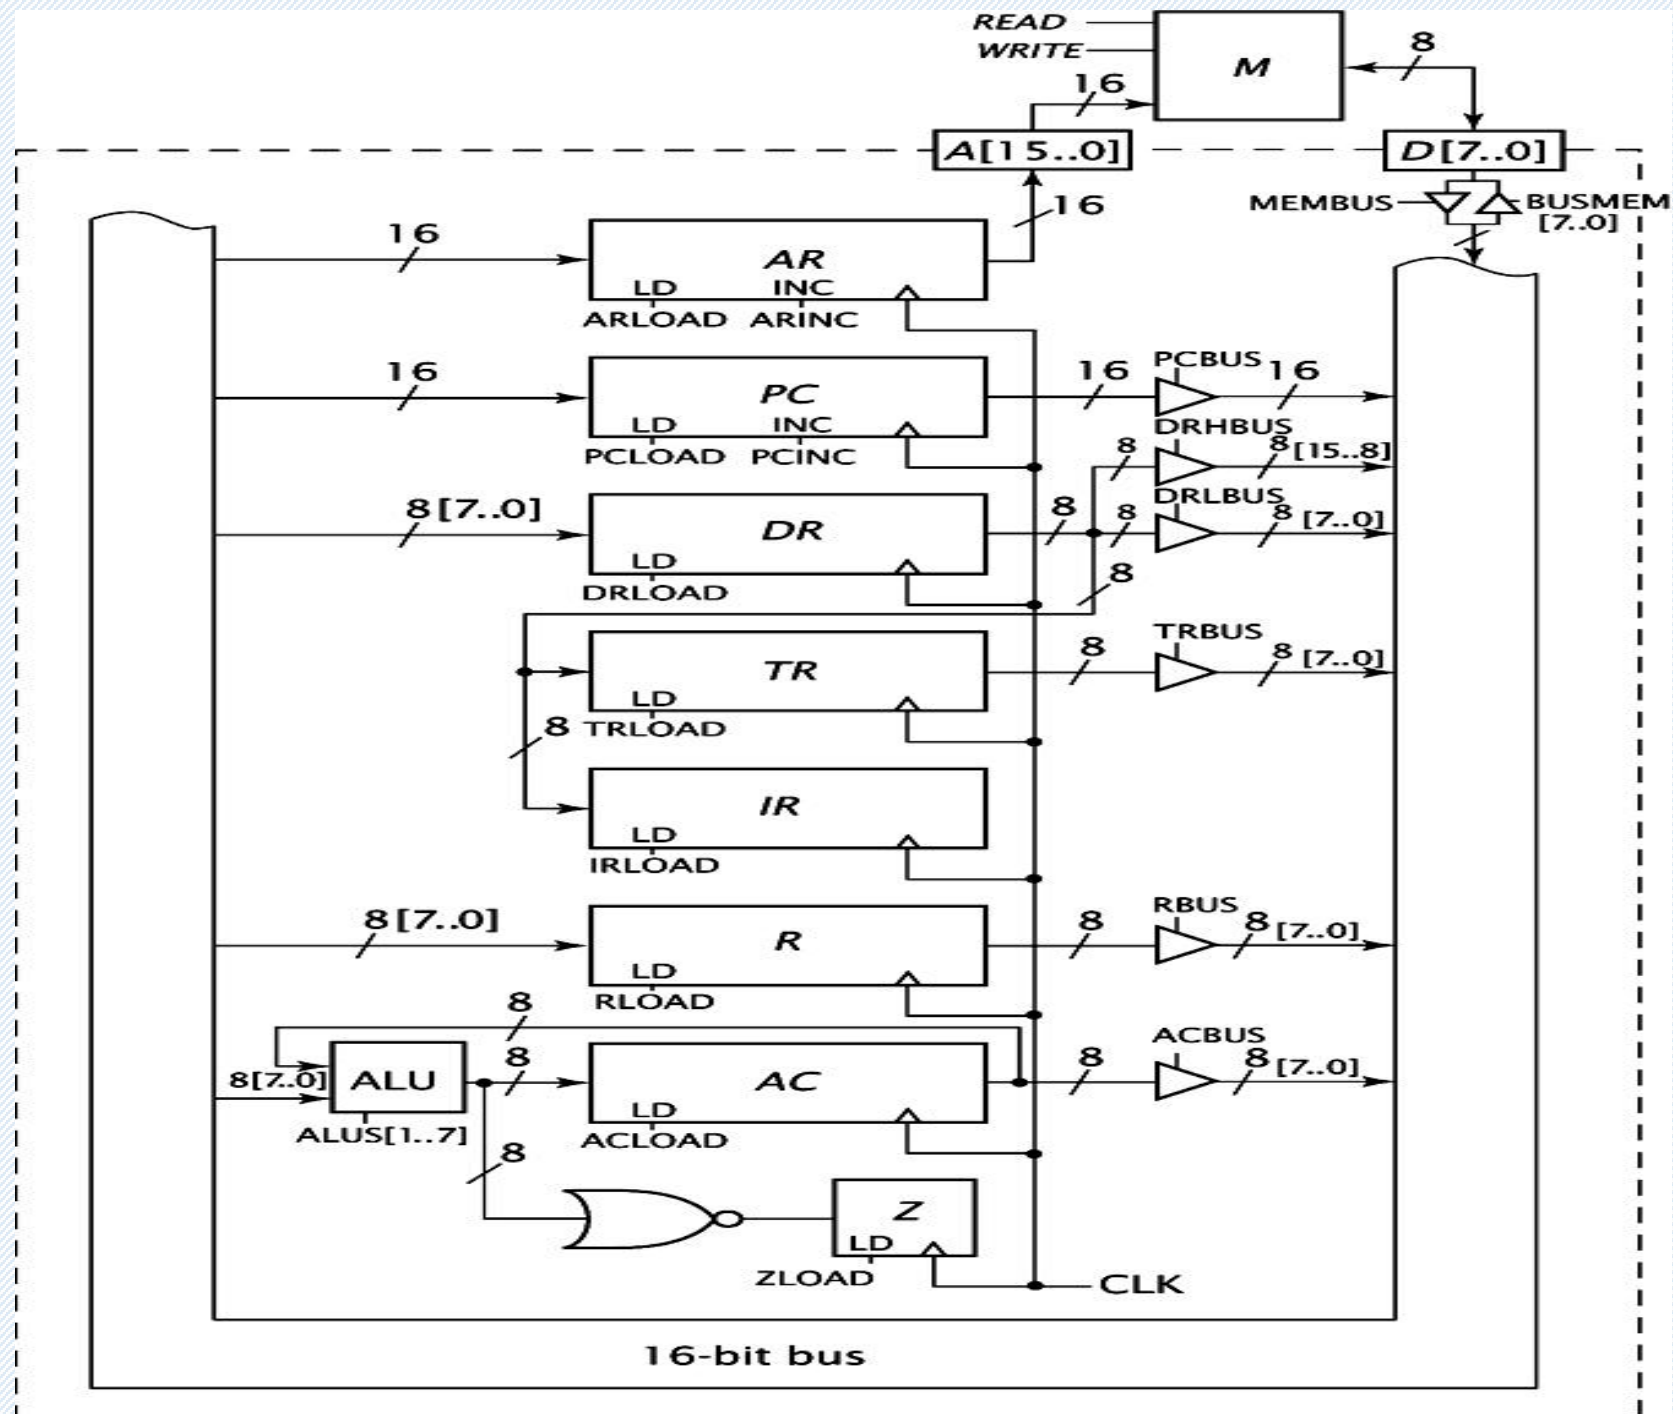 READ
WRITE
M
8
16
A[15..0]
D[7..0]
MEMBUS
BUSMEM
[7..0]
16
16
AR
LD INC
ARLOAD ARINC
16
PC
LD INC
PCLOAD PCINC
16
PCBUS
16
DRHBUS
8
8 [15..8]
8 [7..0]
DR
LD
DRLOAD
8
8
DRLBUS
8 [7..0]
8
TR
LD
TRLOAD
8
TRBUS
8 [7..0]
8
IR
LD
IRLOAD
8 [7..0]
R
LD
RLOAD
8
RBUS
8 [7..0]
8
8[7..0]
ALU
ALUS[1..7]
8
AC
LD
ACLOAD
8
ACBUS
8 [7..0]
8
Z
LD
ZLOAD
CLK
16-bit bus